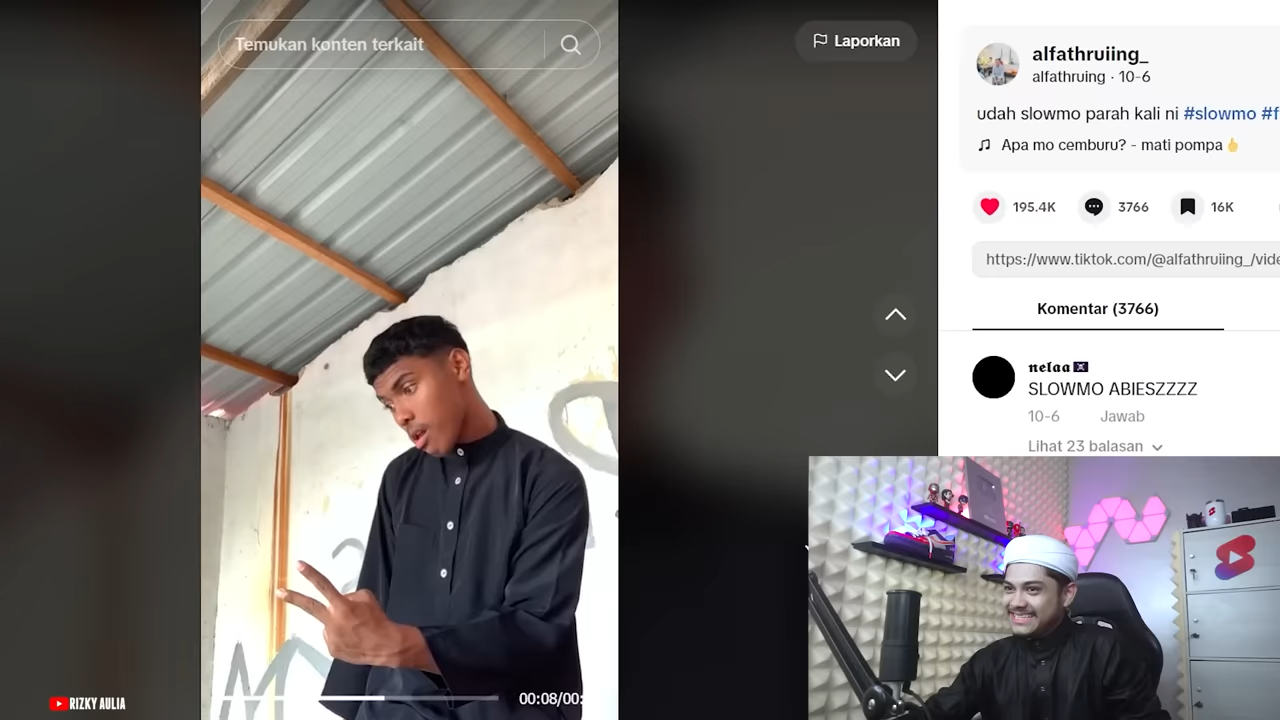 Temukan konten terkait
Laporkan
alfathruiing_
alfathruing · 10-6
udah slowmo parah kali ni #slowmo #f
Apa mo cemburu? - mati pompa🖕
195.4K
3766
16K
https://www.tiktok.com/@alfathruiing_/vide
Komentar (3766)
nelaa
SLOWMO ABIESZZZZ
10-6 Jawab
Lihat 23 balasan
00:08/00:
RIZKY AULIA